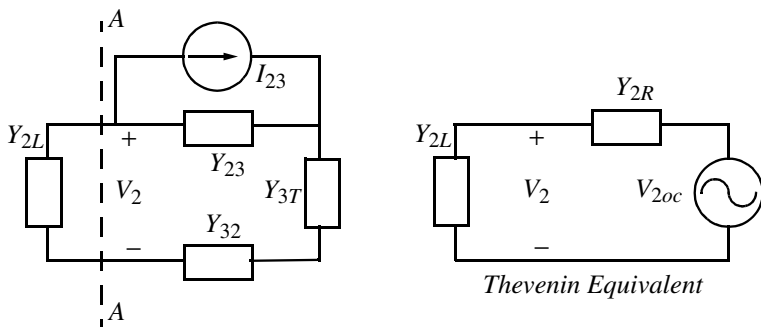 A
I23
Y2R
Y2L
+
Y23
Y2L
+
V2
Y3T
V2
V2oc
Y32
−
−
Thevenin Equivalent
A